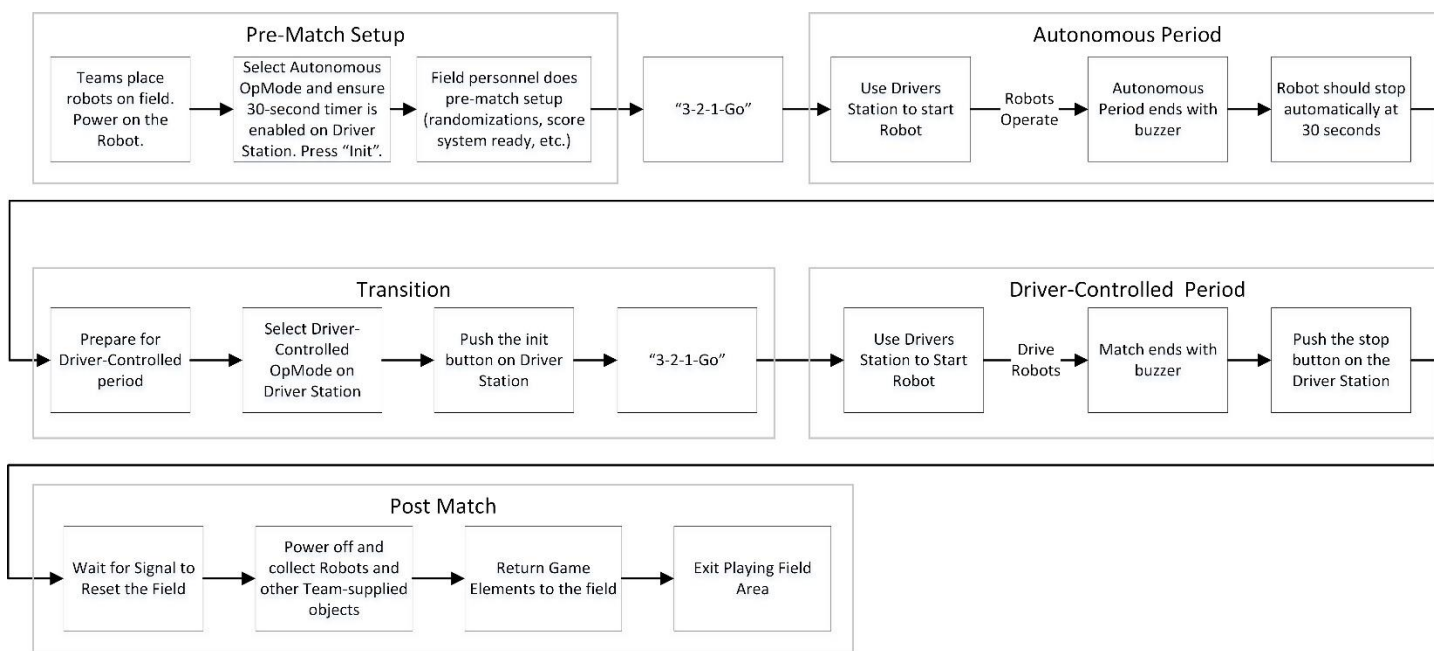 Pre-Match Setup
Teams place
robots on field.
Power on the
Robot.
Select Autonomous
OpMode and ensure
30-second timer is
enabled on Driver
Station. Press “Init”.
Field personnel does
pre-match setup
(randomizations, score
system ready, etc.)
“3-2-1-Go”
Autonomous Period
Use Drivers
Station to start
Robot
Robots
Operate
Autonomous
Period ends with
buzzer
Robot should stop
automatically at
30 seconds
Transition
Prepare for
Driver-Controlled
period
Select Driver-
Controlled
OpMode on
Driver Station
Push the init
button on Driver
Station
“3-2-1-Go”
Driver-Controlled Period
Use Drivers
Station to Start
Robot
Drive
Robots
Match ends with
buzzer
Push the stop
button on the
Driver Station
Post Match
Wait for Signal to
Reset the Field
Power off and
collect Robots and
other Team-supplied
objects
Return Game
Elements to the field
Exit Playing Field
Area